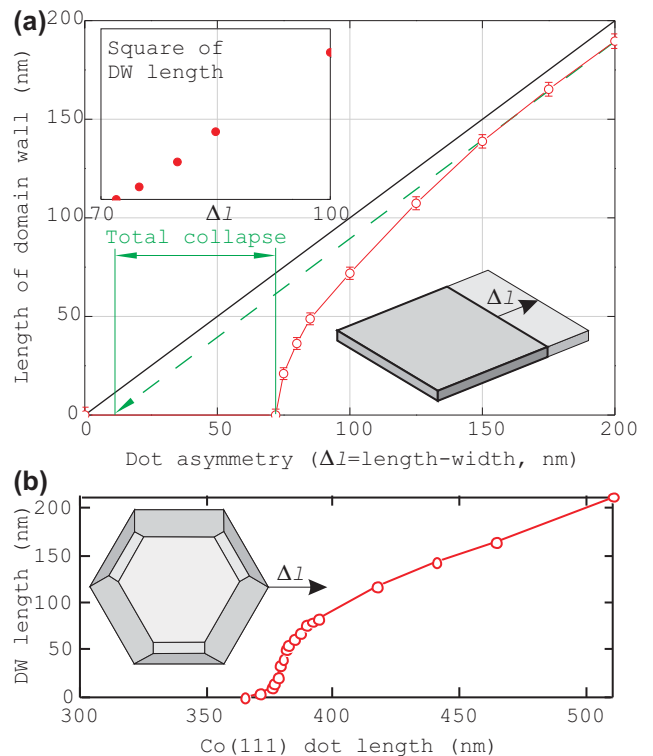 (a)
200
150
100
50
0
Length of domain wall (nm)
Square of
DW length
70
Δl
100
Total collapse
Δl
0
50
100
150
200
Dot asymmetry (Δl=length-width, nm)
(b)
200
150
100
50
0
DW length (nm)
Δl
300
350
400
450
500
Co(111) dot length (nm)